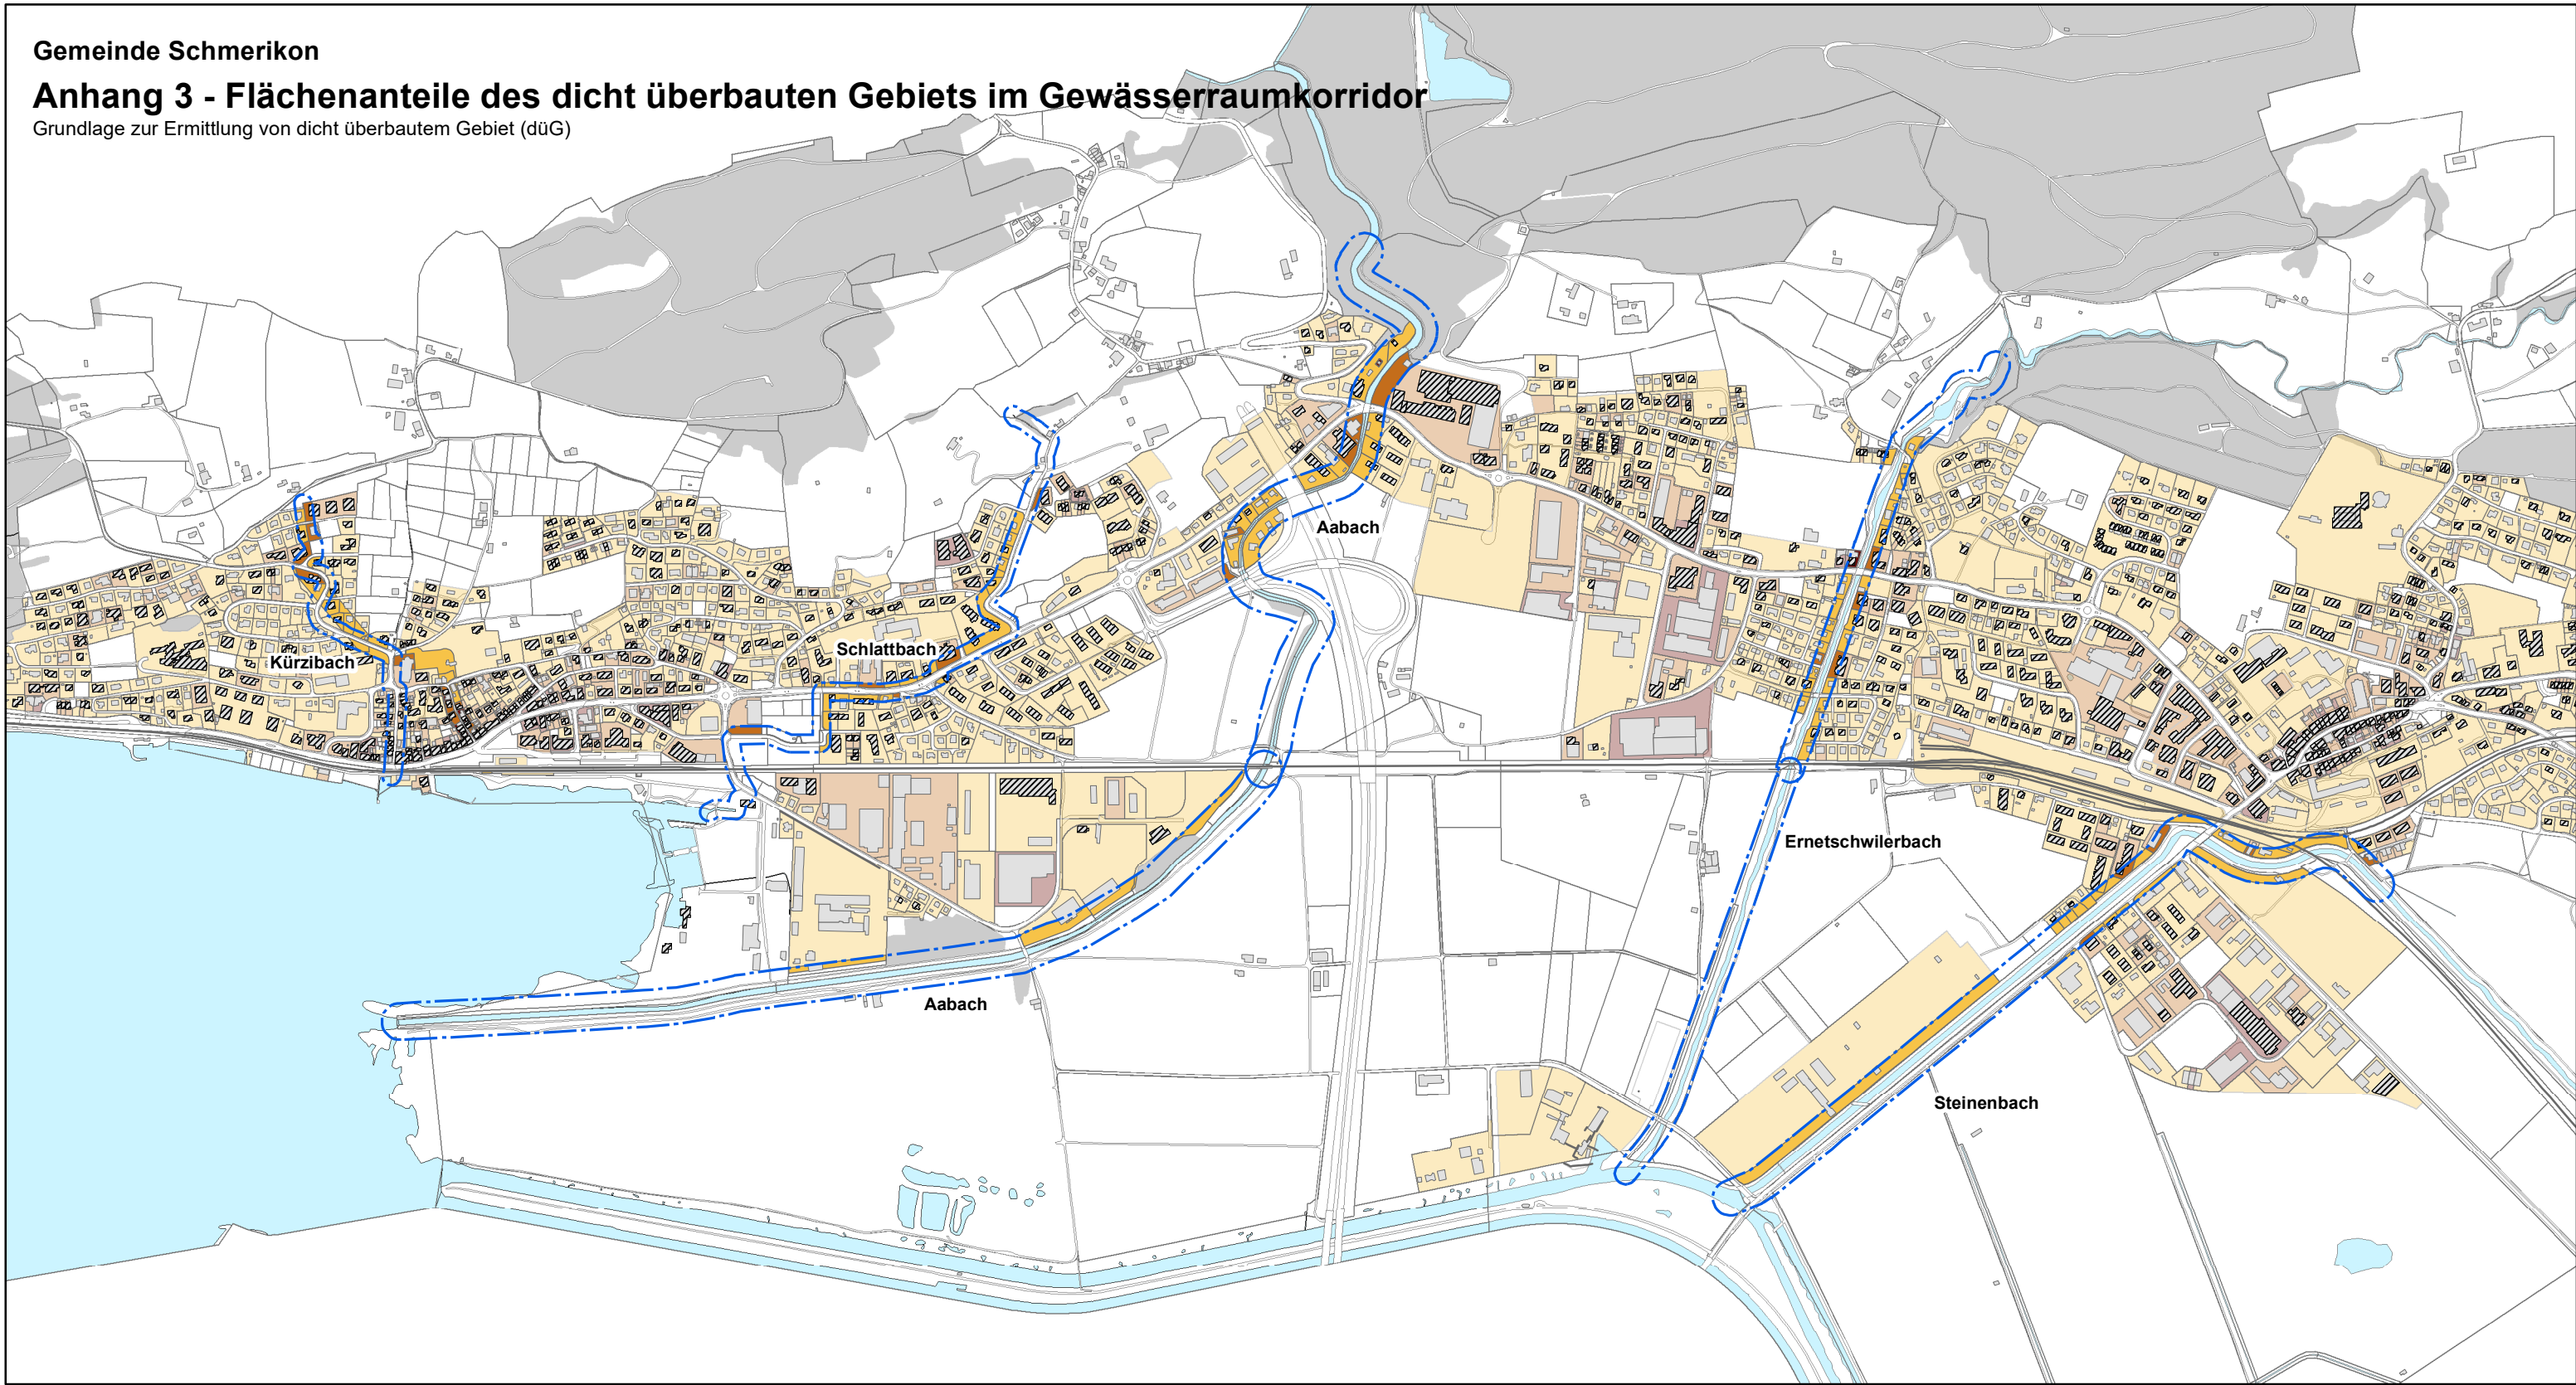 Gemeinde Schmerikon
Anhang 3 - Flächenanteile des dicht überbauten Gebiets im Gewässerraumkorridor
Grundlage zur Ermittlung von dicht überbautem Gebiet (düG)
Aabach
Schlattbach
Kürzibach
Ernetschwilerbach
Aabach
Steinenbach